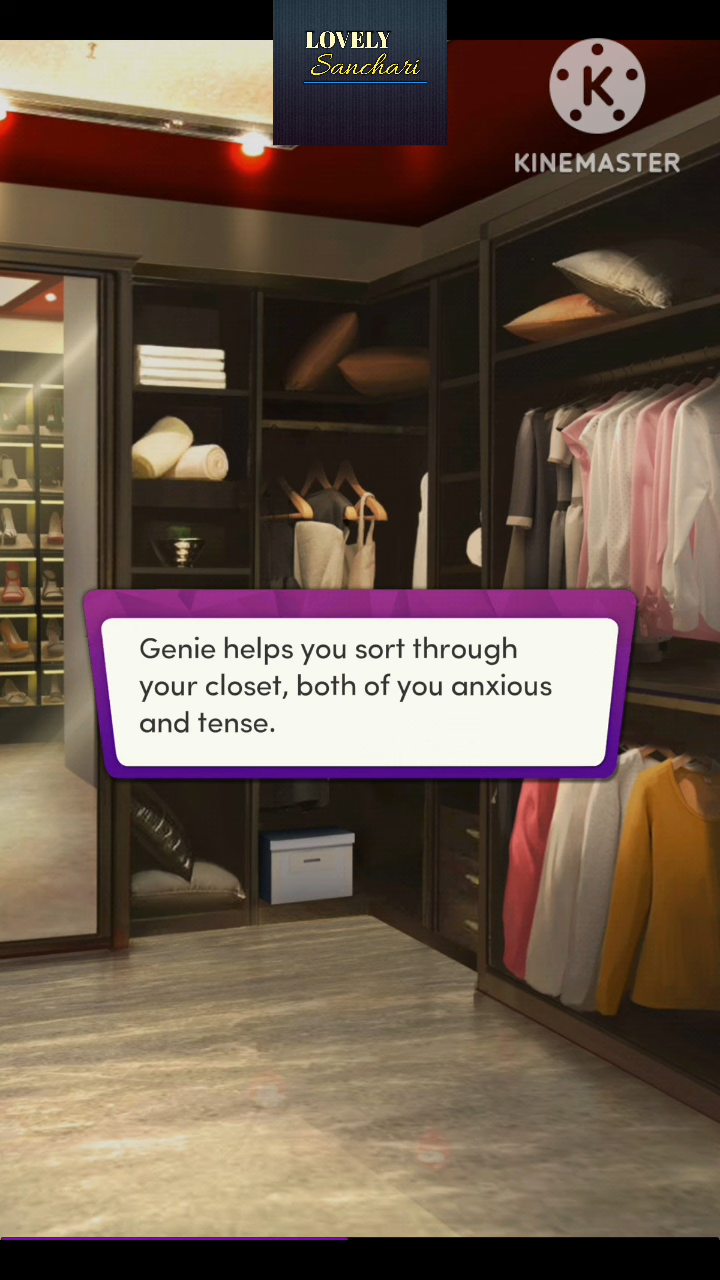 LOVELY
Sanchari
K
KINEMASTER
Genie helps you sort through
your closet, both of you anxious
and tense.